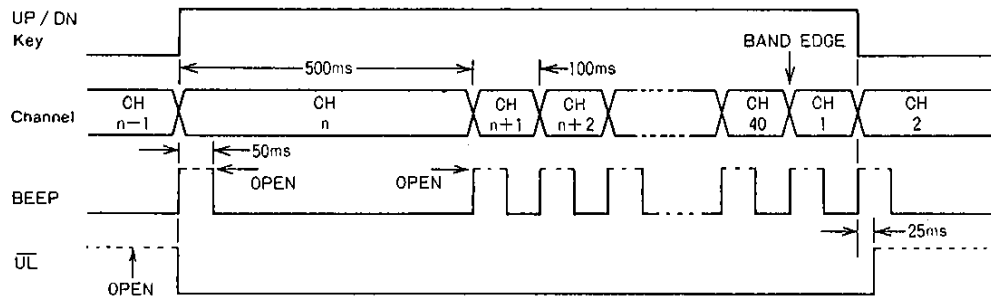 UP / DN
Key
BAND EDGE
500ms
100ms
Channel
CH
n−1
CH
n
CH
n+1
CH
n+2
CH
40
CH
1
CH
2
50ms
BEEP
OPEN
OPEN
25ms
UL
OPEN